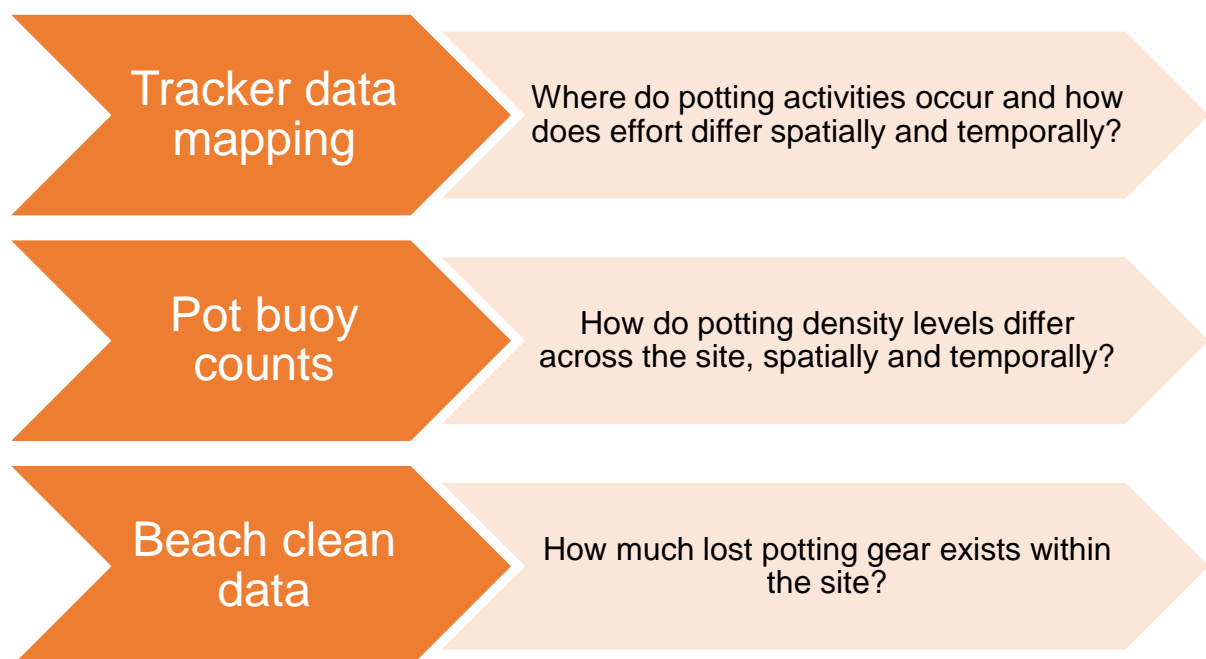 Tracker data
mapping
Where do potting activities occur and how
does effort differ spatially and temporally?
Pot buoy
counts
How do potting density levels differ
across the site, spatially and temporally?
Beach clean
data
How much lost potting gear exists within
the site?